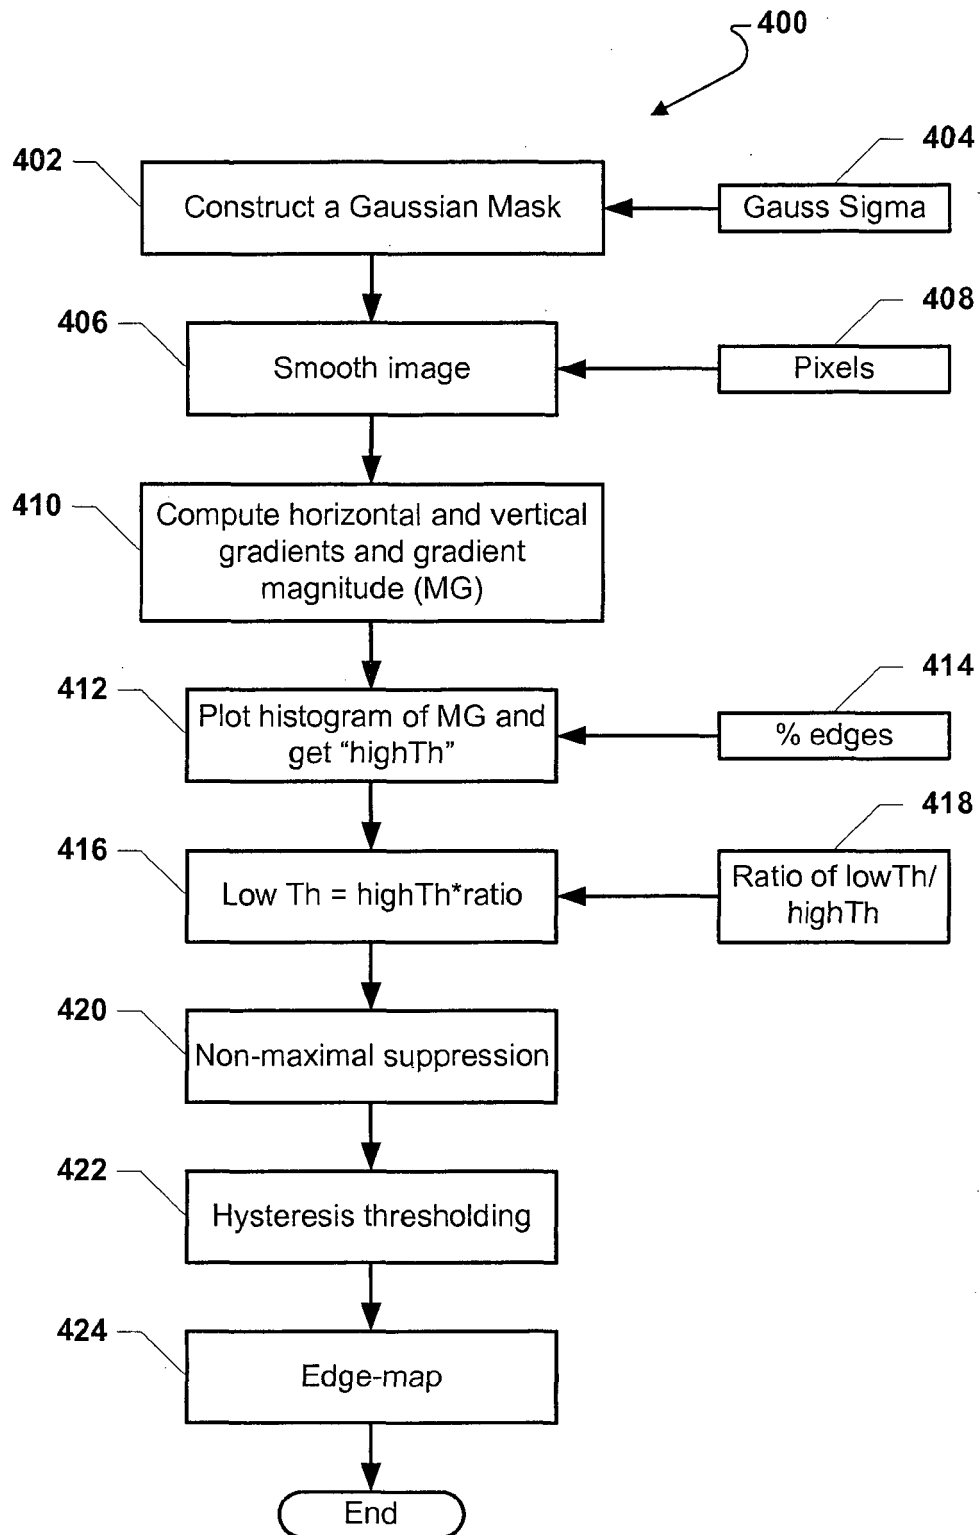 400
402
Construct a Gaussian Mask
404
Gauss Sigma
406
Smooth image
408
Pixels
410
Compute horizontal and vertical
gradients and gradient
magnitude (MG)
412
Plot histogram of MG and
get “highTh”
414
% edges
416
Low Th = highTh*ratio
418
Ratio of lowTh/
highTh
420
Non-maximal suppression
422
Hysteresis thresholding
424
Edge-map
End